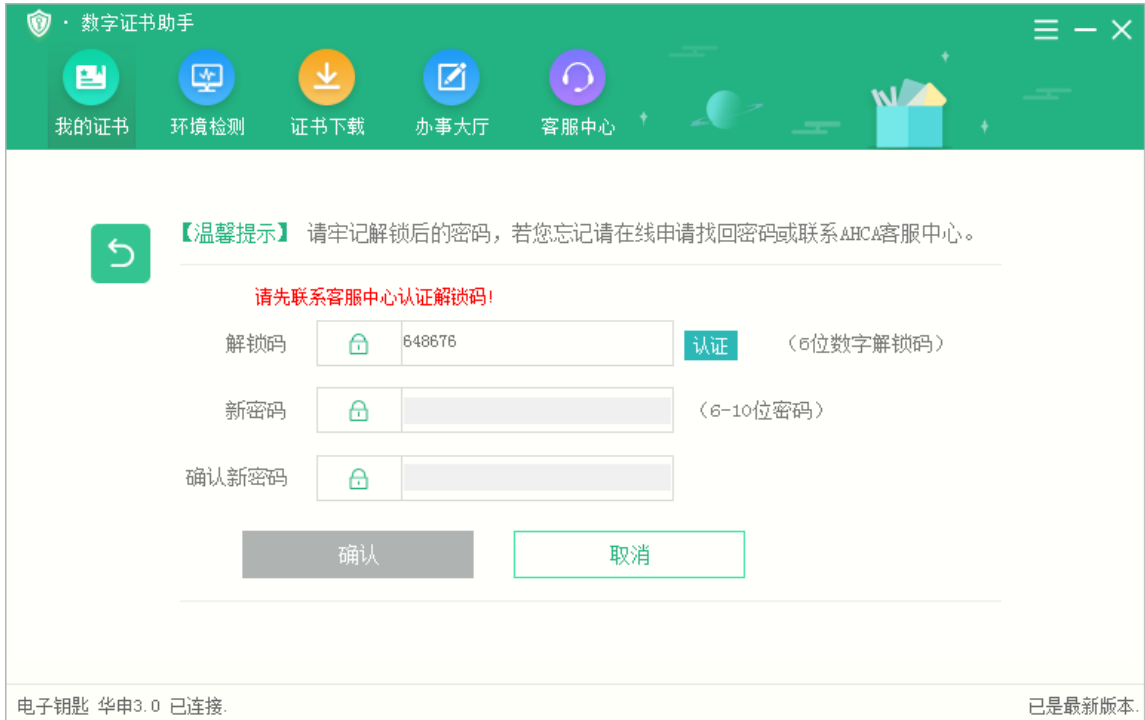 · 数字证书助手
我的证书 环境检测 证书下载 办事大厅 客服中心
【温馨提示】 请牢记解锁后的密码，若您忘记请在线申请找回密码或联系AHCA客服中心。
请先联系客服中心认证解锁码!
解锁码 648676 认证 （6位数字解锁码）
新密码 （6-10位密码）
确认新密码
确认 取消
电子钥匙 华申3.0 已连接. 已是最新版本.